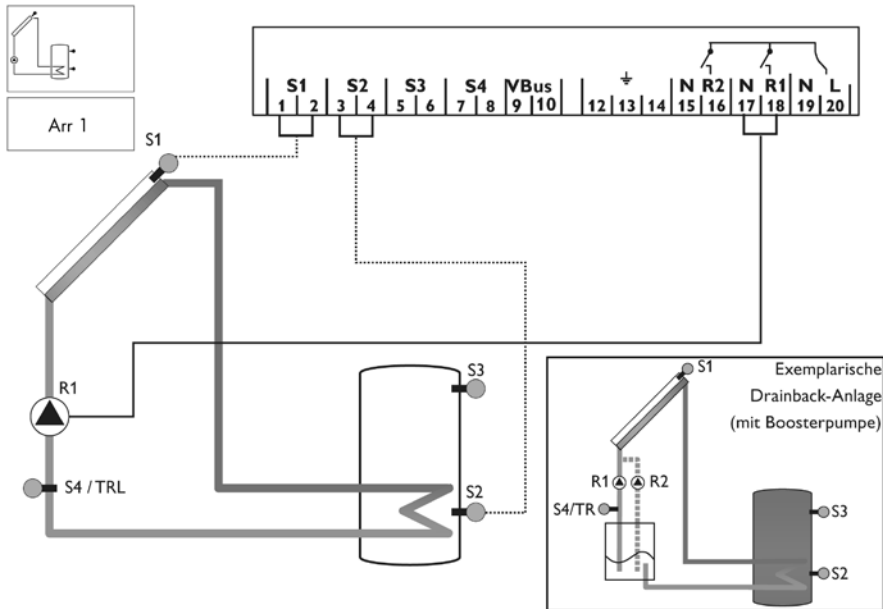 Arr 1
S1 S2 S3 S4 VBus N R2 N R1 N L
1 2 3 4 5 6 7 8 9 10 12 13 14 15 16 17 18 19 20
S1
R1
S4 / TRL
S3
S2
Exemplarische
Drainback-Anlage
(mit Boosterpumpe)
S1
R1
R2
S4/TR
S3
S2